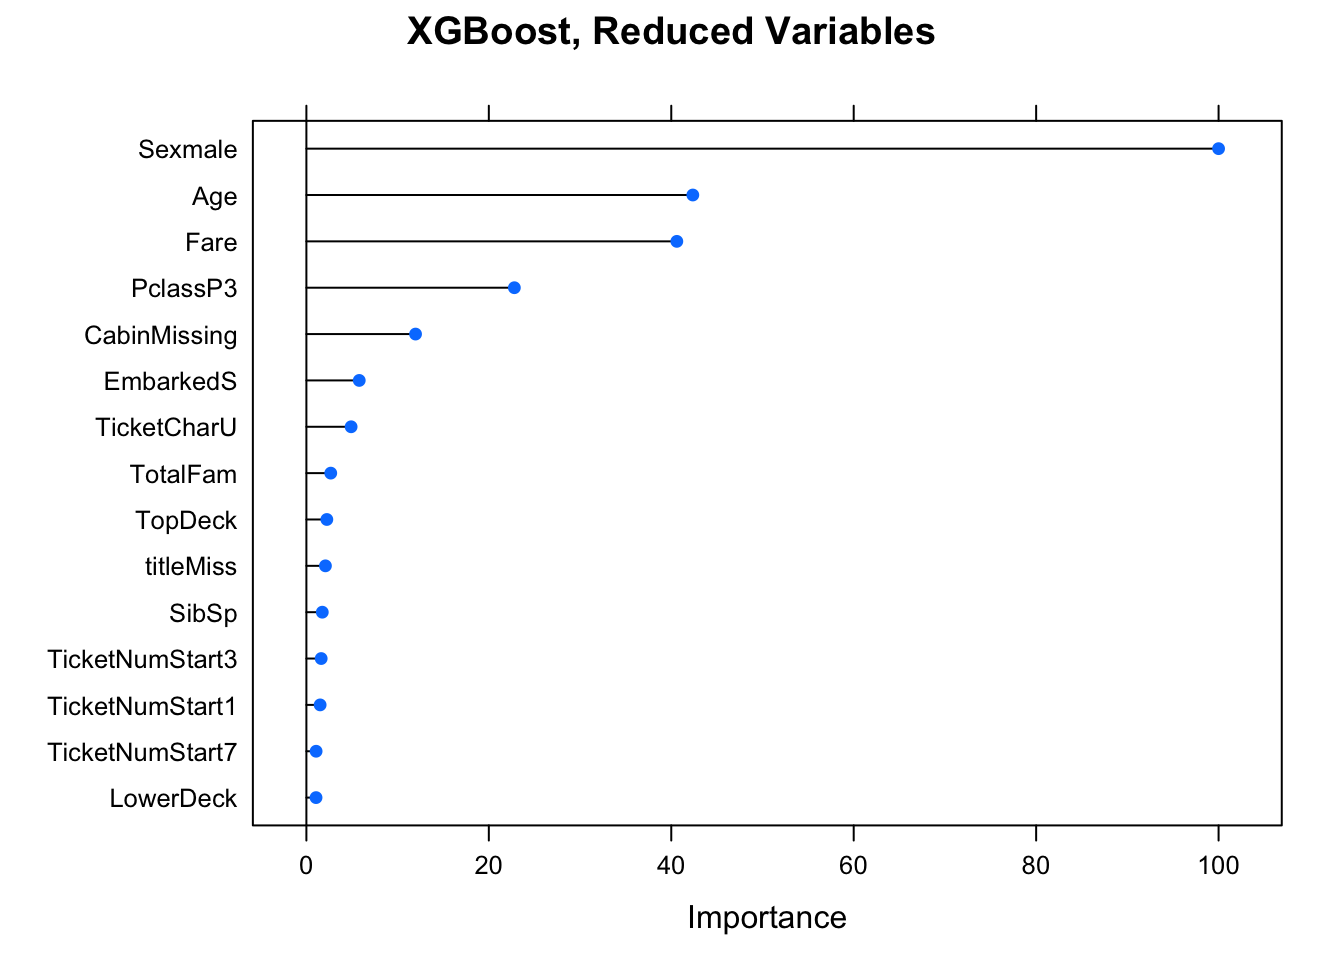 XGBoost, Reduced Variables
Sexmale
Age
Fare
PclassP3
CabinMissing
EmbarkedS
TicketCharU
TotalFam
TopDeck
titleMiss
SibSp
TicketNumStart3
TicketNumStart1
TicketNumStart7
LowerDeck
0 20 40 60 80 100
Importance